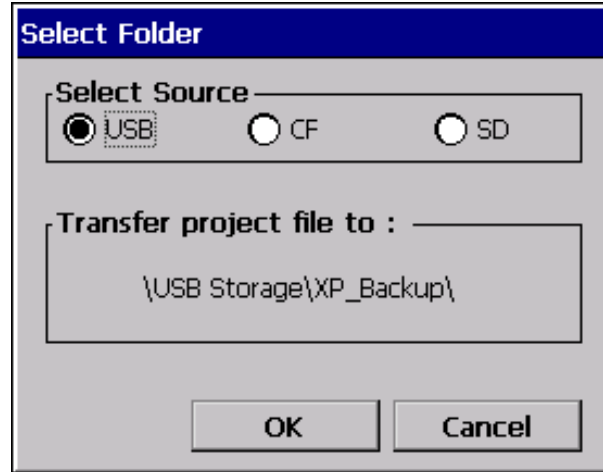 Select Folder
Select Source
USB CF SD
Transfer project file to :
\USB Storage\XP_Backup\
OK Cancel